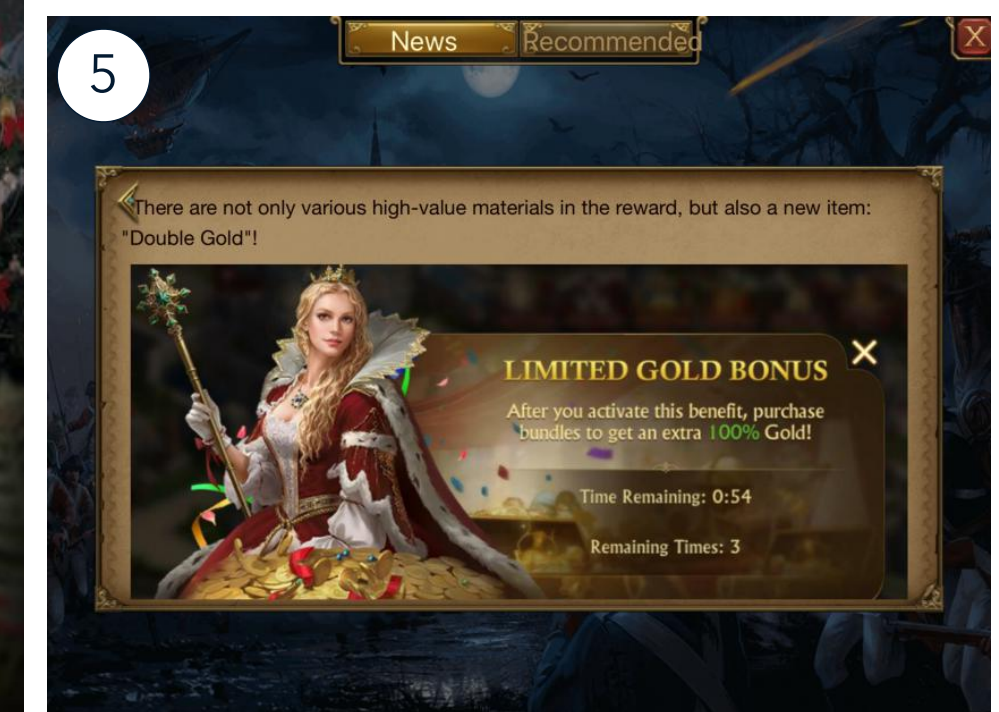 5
News
Recommended
X
There are not only various high-value materials in the reward, but also a new item:
"Double Gold"!
LIMITED GOLD BONUS
After you activate this benefit, purchase
bundles to get an extra 100% Gold!
Time Remaining: 0:54
Remaining Times: 3